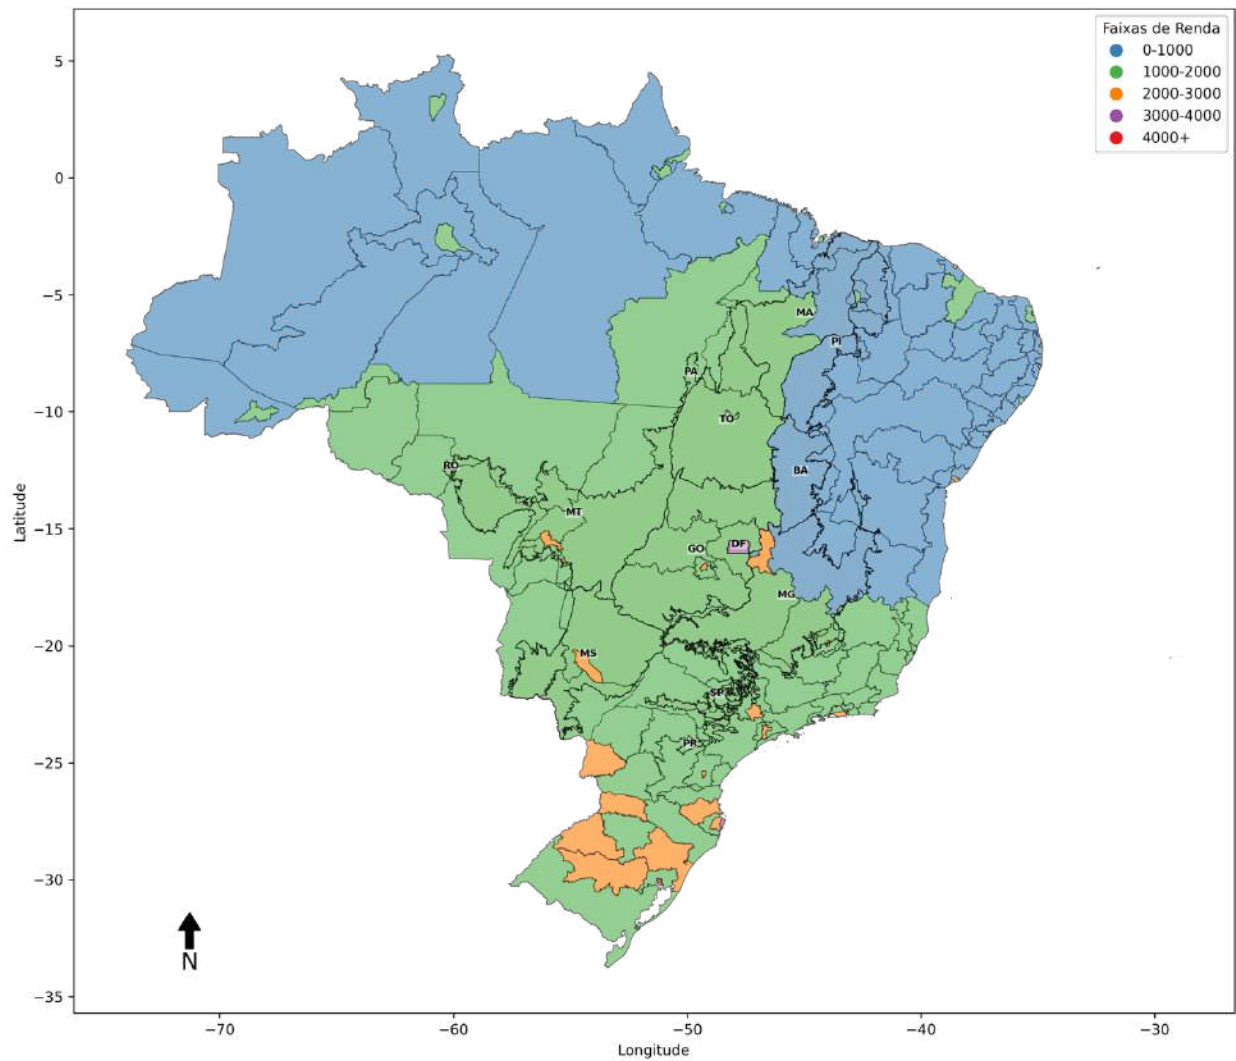 Faixas de Renda
0-1000
1000-2000
2000-3000
3000-4000
4000+
5
0
−5
−10
−15
−20
−25
−30
−35
Latitude
MA
PI
PA
TO
RO
BA
MT
DF
GO
MG
MS
SP
PR
N
−70
−60
−50
−40
−30
Longitude